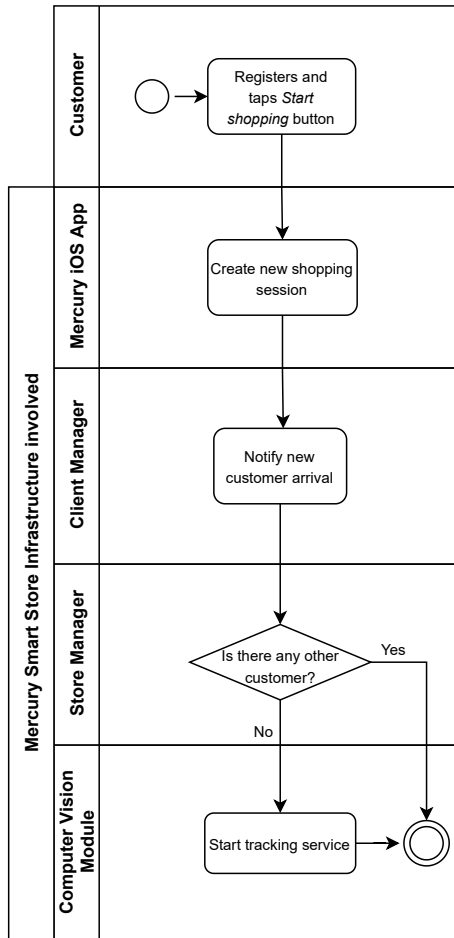 Mercury Smart Store Infrastructure involved
Customer
Registers and
taps Start
shopping button
Mercury iOS App
Create new shopping
session
Client Manager
Notify new
customer arrival
Store Manager
Is there any other
customer?
Yes
No
Computer Vision
Module
Start tracking service